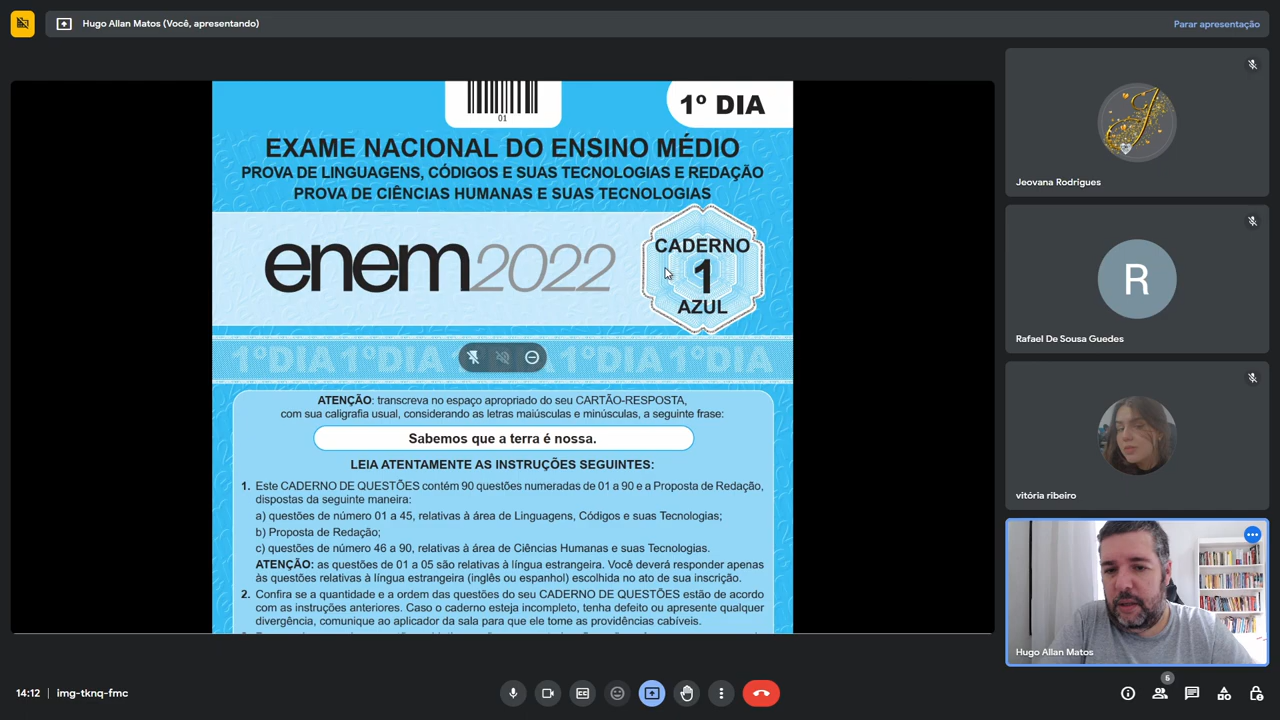 Hugo Allan Matos (Você, apresentando)
Parar apresentação
01
1º DIA
EXAME NACIONAL DO ENSINO MÉDIO
PROVA DE LINGUAGENS, CÓDIGOS E SUAS TECNOLOGIAS E REDAÇÃO
PROVA DE CIÊNCIAS HUMANAS E SUAS TECNOLOGIAS
enem2022
CADERNO
1
AZUL
1ºDIA 1ºDIA 1ºDIA 1ºDIA
ATENÇÃO: transcreva no espaço apropriado do seu CARTÃO-RESPOSTA,
com sua caligrafia usual, considerando as letras maiúsculas e minúsculas, a seguinte frase:
Sabemos que a terra é nossa.
LEIA ATENTAMENTE AS INSTRUÇÕES SEGUINTES:
1. Este CADERNO DE QUESTÕES contém 90 questões numeradas de 01 a 90 e a Proposta de Redação,
dispostas da seguinte maneira:
a) questões de número 01 a 45, relativas à área de Linguagens, Códigos e suas Tecnologias;
b) Proposta de Redação;
c) questões de número 46 a 90, relativas à área de Ciências Humanas e suas Tecnologias.
ATENÇÃO: as questões de 01 a 05 são relativas à língua estrangeira. Você deverá responder apenas
às questões relativas à língua estrangeira (inglês ou espanhol) escolhida no ato de sua inscrição.
2. Confira se a quantidade e a ordem das questões do seu CADERNO DE QUESTÕES estão de acordo
com as instruções anteriores. Caso o caderno esteja incompleto, tenha defeito ou apresente qualquer
divergência, comunique ao aplicador da sala para que ele tome as providências cabíveis.
J
Jeovana Rodrigues
R
Rafael De Sousa Guedes
vitória ribeiro
Hugo Allan Matos
14:12 | img-tknq-fmc
CC
6